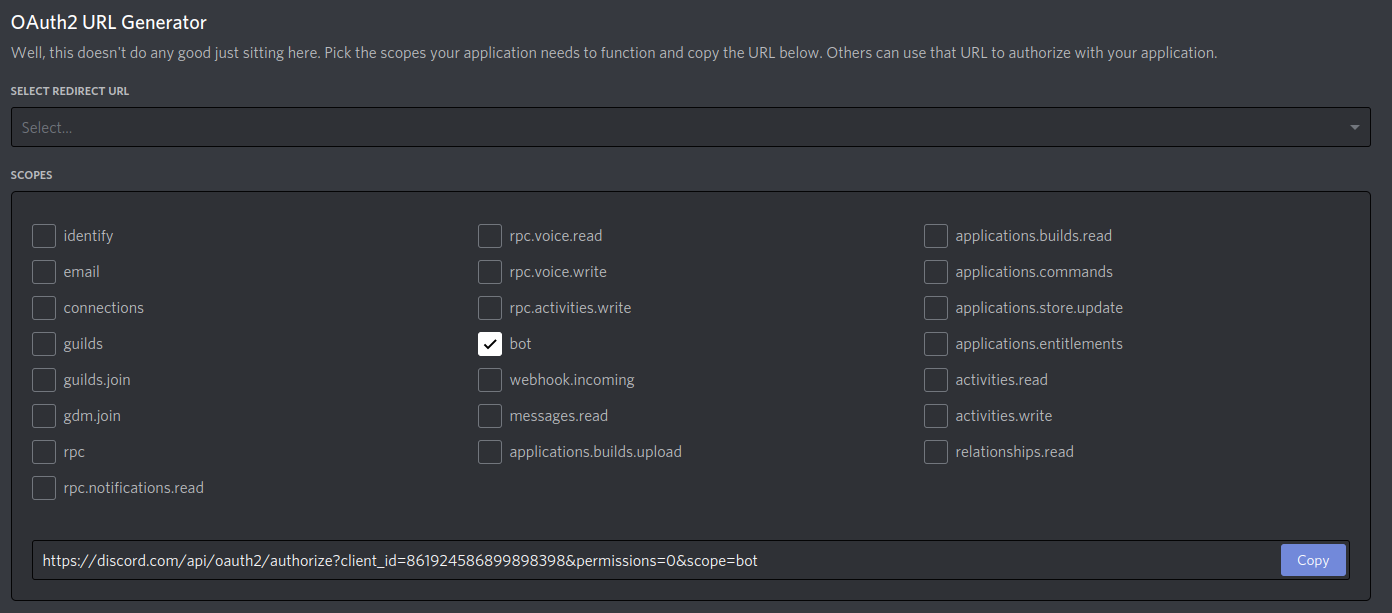 OAuth2 URL Generator
Well, this doesn't do any good just sitting here. Pick the scopes your application needs to function and copy the URL below. Others can use that URL to authorize with your application.
SELECT REDIRECT URL
Select...
SCOPES
identify
email
connections
guilds
guilds.join
gdm.join
rpc
rpc.notifications.read
rpc.voice.read
rpc.voice.write
rpc.activities.write
bot
webhook.incoming
messages.read
applications.builds.upload
applications.builds.read
applications.commands
applications.store.update
applications.entitlements
activities.read
activities.write
relationships.read
https://discord.com/api/oauth2/authorize?client_id=861924586899898398&permissions=0&scope=bot
Copy